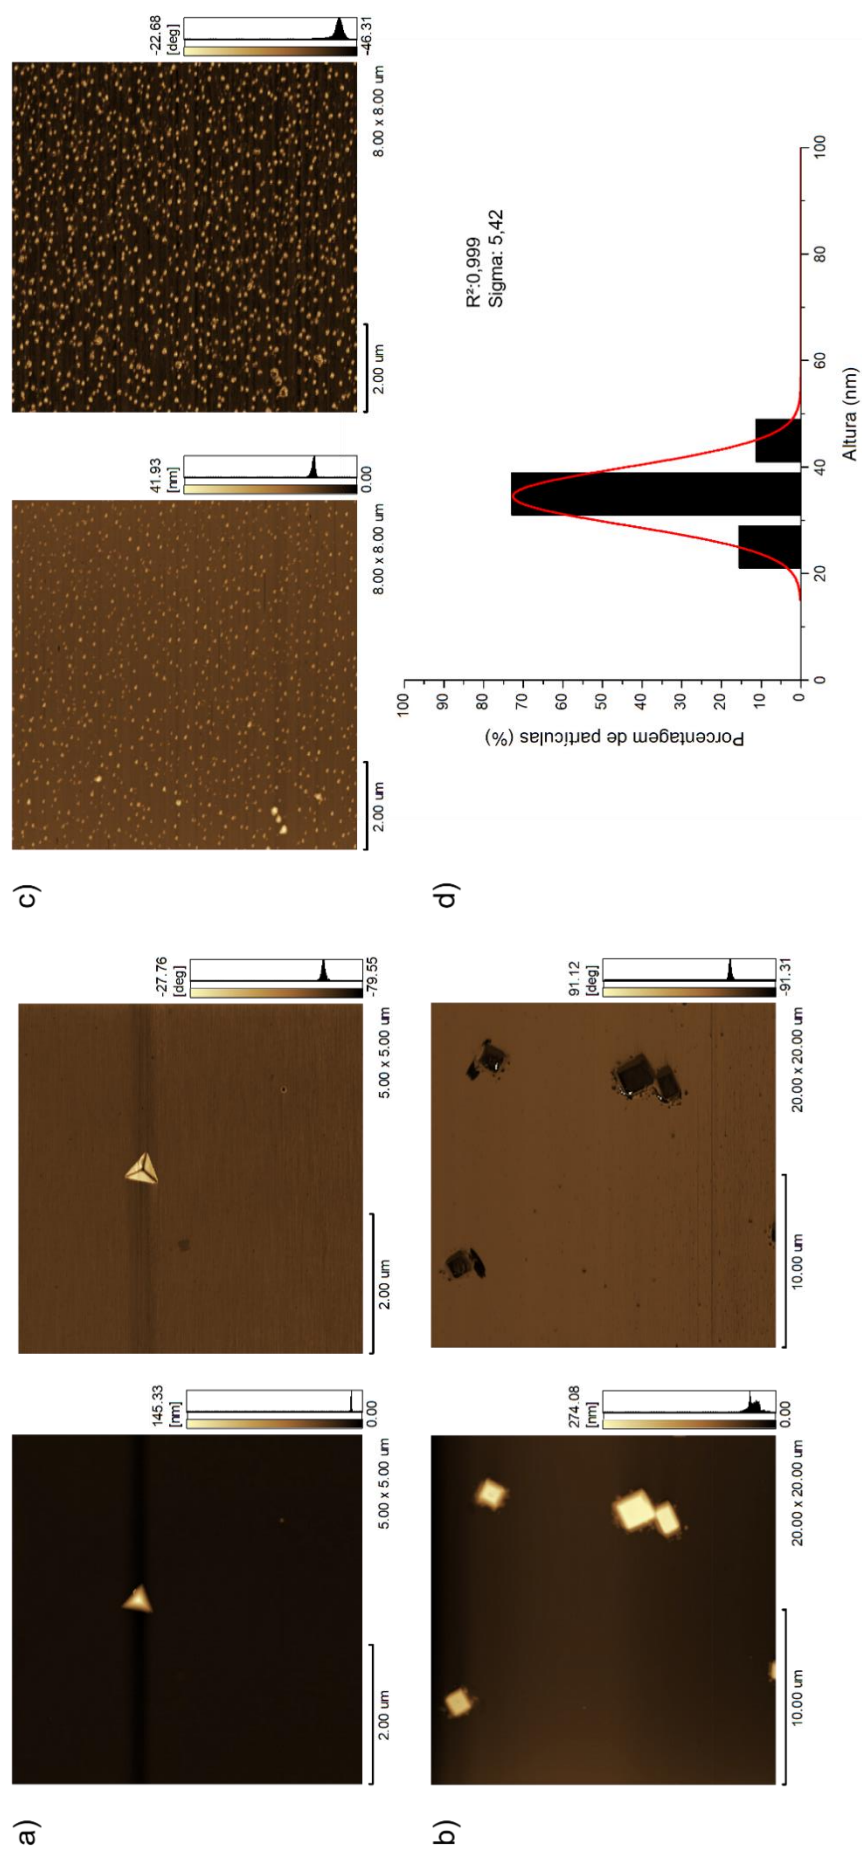 a)
145.33
[nm]
0.00
2.00 um
5.00 x 5.00 um
-27.76
[deg]
-79.55
2.00 um
5.00 x 5.00 um
b)
274.08
[nm]
0.00
10.00 um
20.00 x 20.00 um
91.12
[deg]
-91.31
10.00 um
20.00 x 20.00 um
c)
41.93
[nm]
0.00
2.00 um
8.00 x 8.00 um
-22.68
[deg]
-46.31
2.00 um
8.00 x 8.00 um
d)
R²:0,999
Sigma: 5,42
Porcentagem de partículas (%)
100
90
80
70
60
50
40
30
20
10
0
0 20 40 60 80 100
Altura (nm)